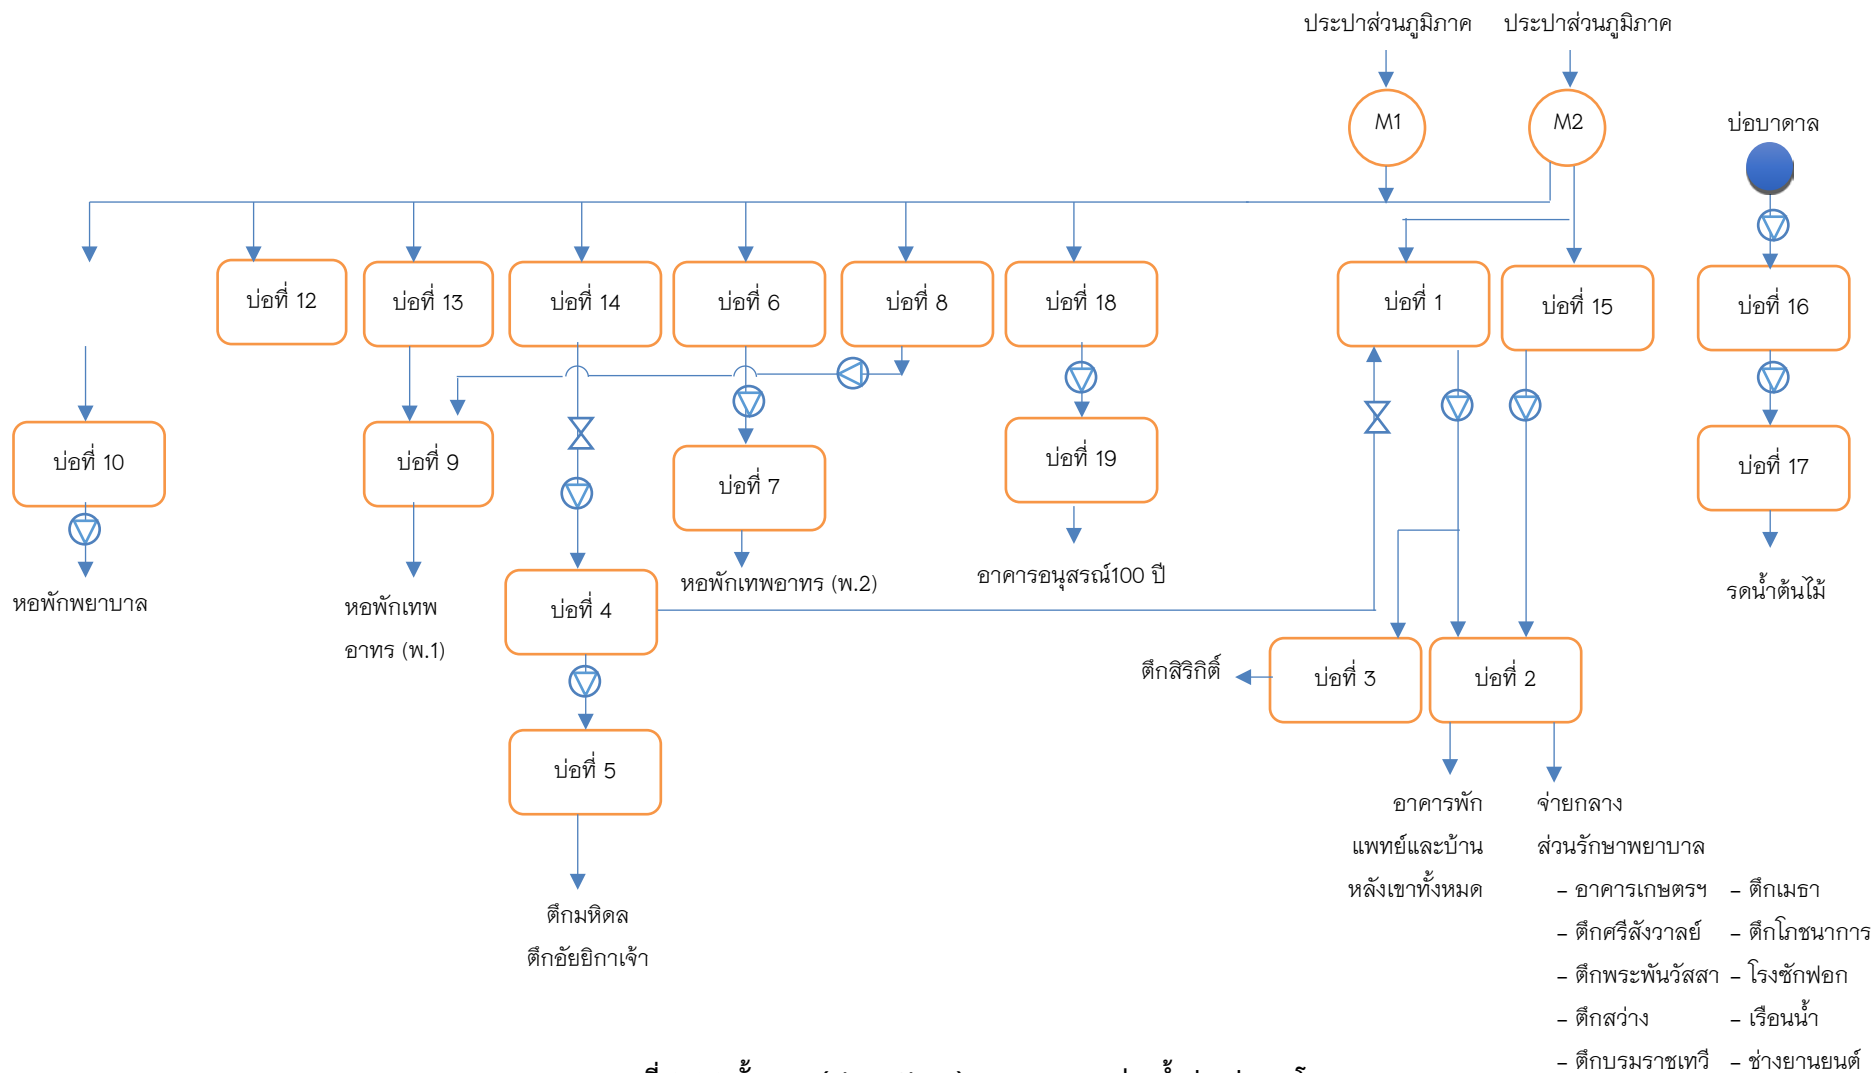 ประปาส่วนภูมิภาค ประปาส่วนภูมิภาค
M1 M2
บ่อบาดาล
บ่อที่ 12 บ่อที่ 13 บ่อที่ 14 บ่อที่ 6 บ่อที่ 8 บ่อที่ 18 บ่อที่ 1 บ่อที่ 15 บ่อที่ 16
บ่อที่ 10 บ่อที่ 9 บ่อที่ 7 บ่อที่ 19 บ่อที่ 17
หอพักพยาบาล
หอพักเทพ
อาทร (พ.1)
บ่อที่ 4
หอพักเทพอาทร (พ.2)
อาคารอนุสรณ์100 ปี
รดน้ำต้นไม้
ตึกสิริกิติ์
บ่อที่ 3 บ่อที่ 2
บ่อที่ 5
ตึกมหิดล
ตึกอัยยิกาเจ้า
อาคารพัก
แพทย์และบ้าน
หลังเขาทั้งหมด
จ่ายกลาง
ส่วนรักษาพยาบาล
– อาคารเกษตรฯ – ตึกเมธา
– ตึกศรีสังวาลย์ – ตึกโภชนาการ
– ตึกพระพันวัสสา – โรงซักฟอก
– ตึกสว่าง – เรือนน้ำ
– ตึกบรมราชเทวี – ช่างยานยนต์